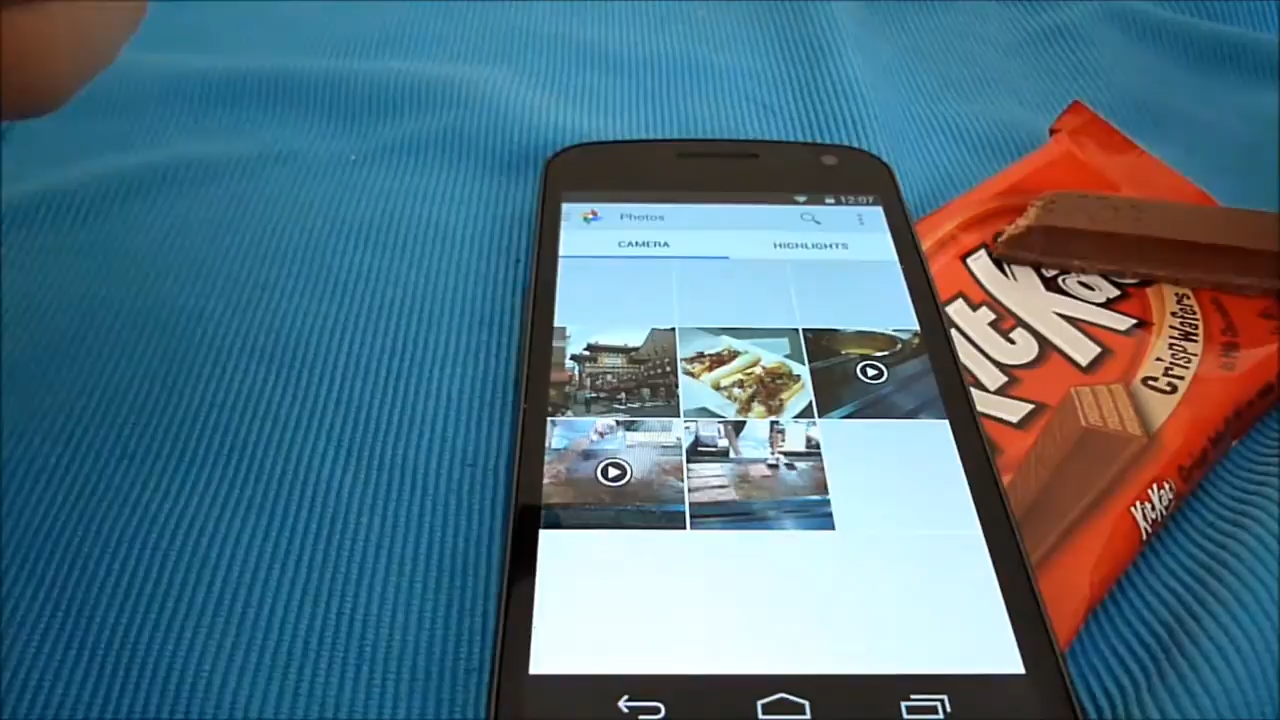 12:07
Photos
CAMERA
HIGHLIGHTS
KitKat
Crisp Wafers
KitKat